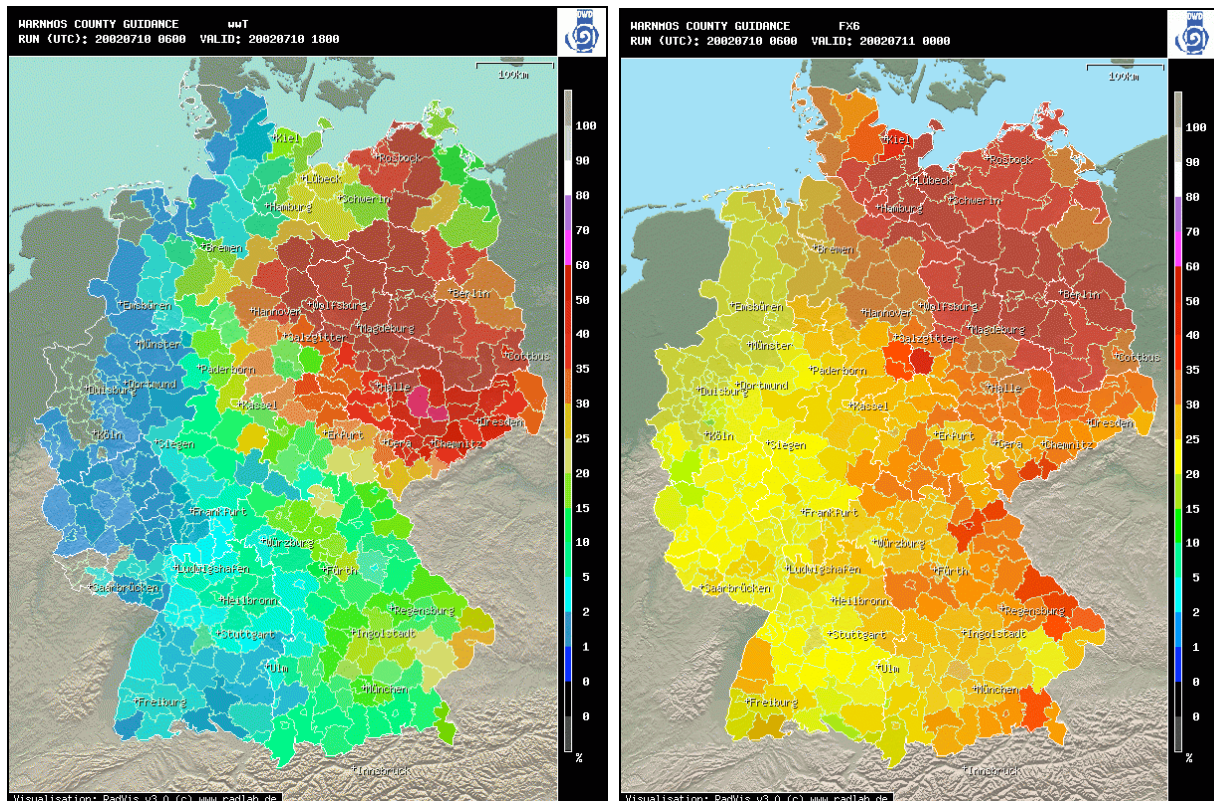 WARNMOS COUNTY GUIDANCE wwT
RUN (UTC): 20020710 0600 VALID: 20020710 1800
DWD
100km
Kiel
Rostock
Lübeck
Schwerin
Hamburg
Bremen
Berlin
Emsbüren
Wolfsburg
Hannover
Magdeburg
Münster
Salzgitter
Cottbus
Paderborn
Duisburg
Dortmund
Halle
Kassel
Dresden
Köln
Siegen
Erfurt
Gera
Chemnitz
Frankfurt
Würzburg
Ludwigshafen
Fürth
Saarbrücken
Heilbronn
Regensburg
Stuttgart
Ingolstadt
Ulm
München
Freiburg
Innsbruck
100
90
80
70
60
50
40
35
30
25
20
15
10
5
2
1
0
%
Visualisation: RadVis v3.0 (c) www.radlab.de
WARNMOS COUNTY GUIDANCE FX6
RUN (UTC): 20020710 0600 VALID: 20020711 0000
DWD
100km
Kiel
Rostock
Lübeck
Schwerin
Hamburg
Bremen
Berlin
Emsbüren
Wolfsburg
Hannover
Magdeburg
Salzgitter
Münster
Cottbus
Paderborn
Duisburg
Dortmund
Halle
Kassel
Dresden
Köln
Siegen
Erfurt
Gera
Chemnitz
Frankfurt
Würzburg
Ludwigshafen
Fürth
Saarbrücken
Heilbronn
Regensburg
Stuttgart
Ingolstadt
Ulm
München
Freiburg
Innsbruck
100
90
80
70
60
50
40
35
30
25
20
15
10
5
2
1
0
%
Visualisation: RadVis v3.0 (c) www.radlab.de